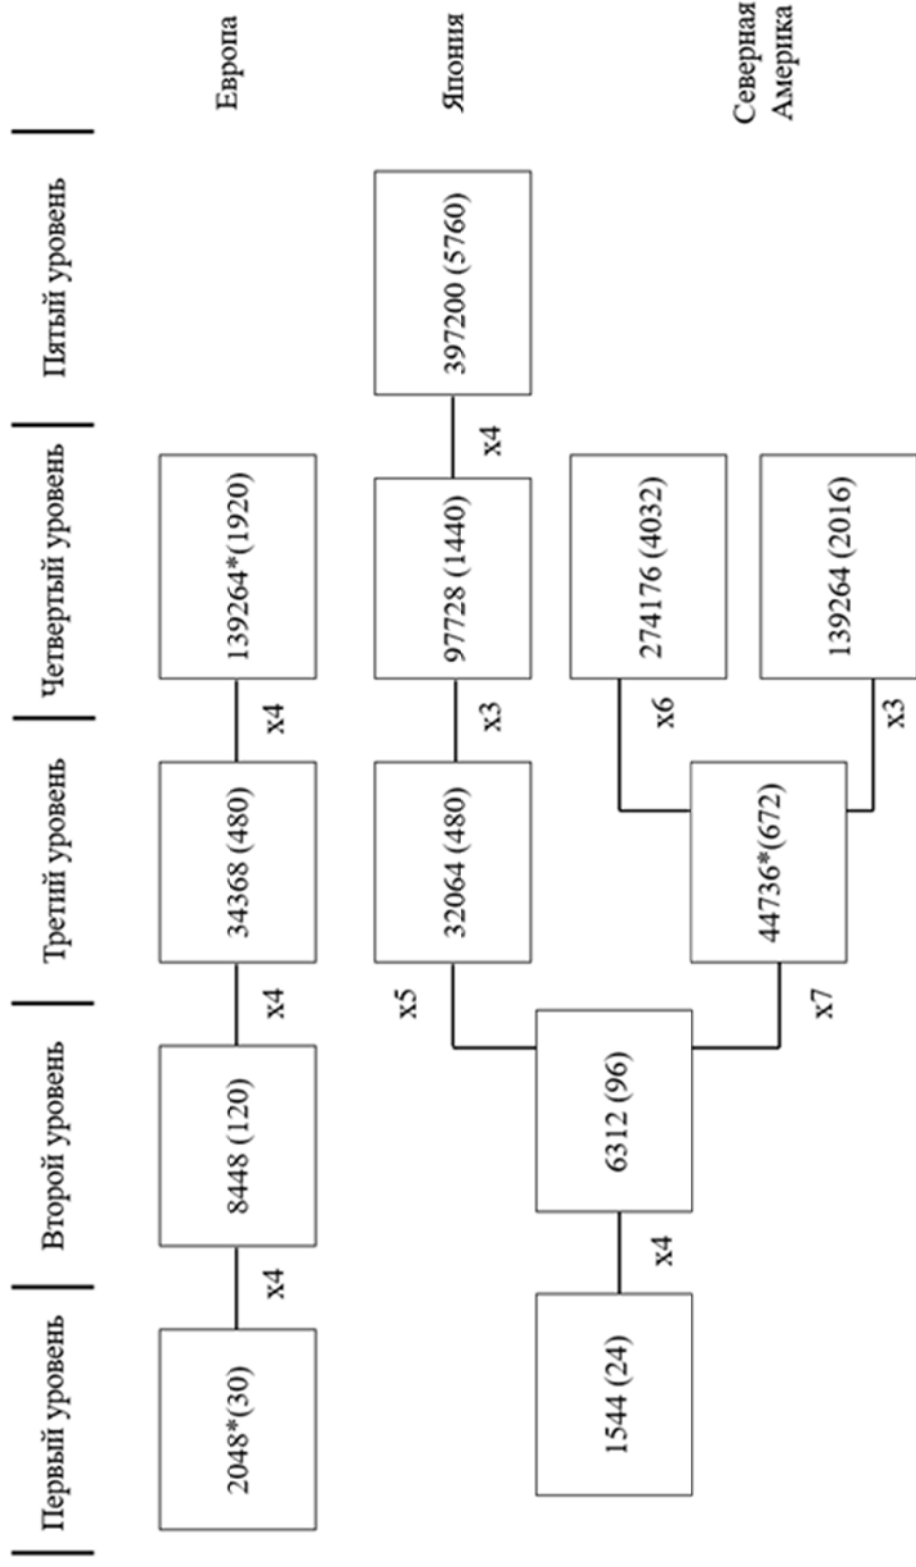 Первый уровень
Второй уровень
Третий уровень
Четвертый уровень
Пятый уровень
2048*(30)
x4
8448 (120)
x4
34368 (480)
x4
139264*(1920)
Европа
x5
32064 (480)
x3
97728 (1440)
x4
397200 (5760)
Япония
1544 (24)
x4
6312 (96)
x7
44736*(672)
x6
274176 (4032)
x3
139264 (2016)
Северная
Америка